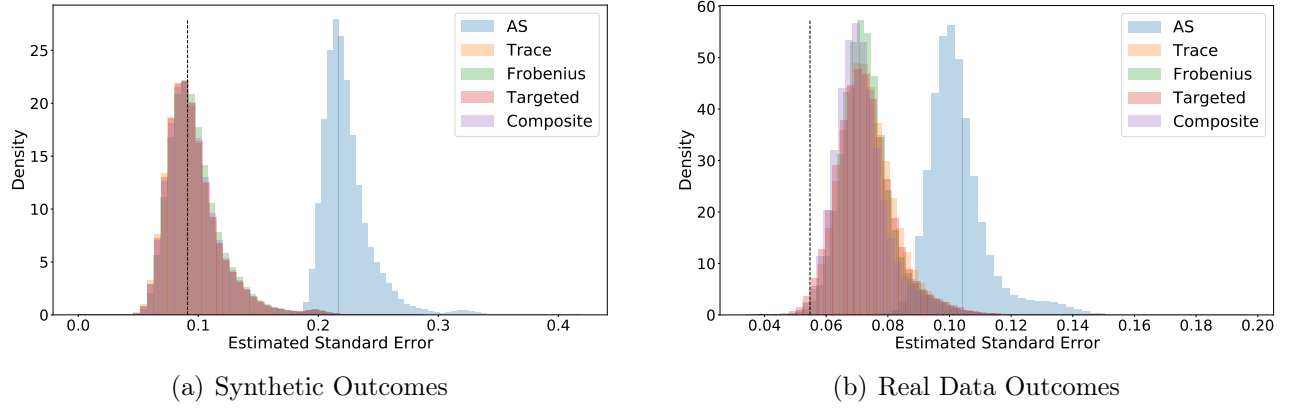 25
20
15
10
5
0
Density
0.0
0.1
0.2
0.3
0.4
Estimated Standard Error
AS
Trace
Frobenius
Targeted
Composite
(a) Synthetic Outcomes
60
50
40
30
20
10
0
Density
0.04
0.06
0.08
0.10
0.12
0.14
0.16
0.18
0.20
Estimated Standard Error
AS
Trace
Frobenius
Targeted
Composite
(b) Real Data Outcomes